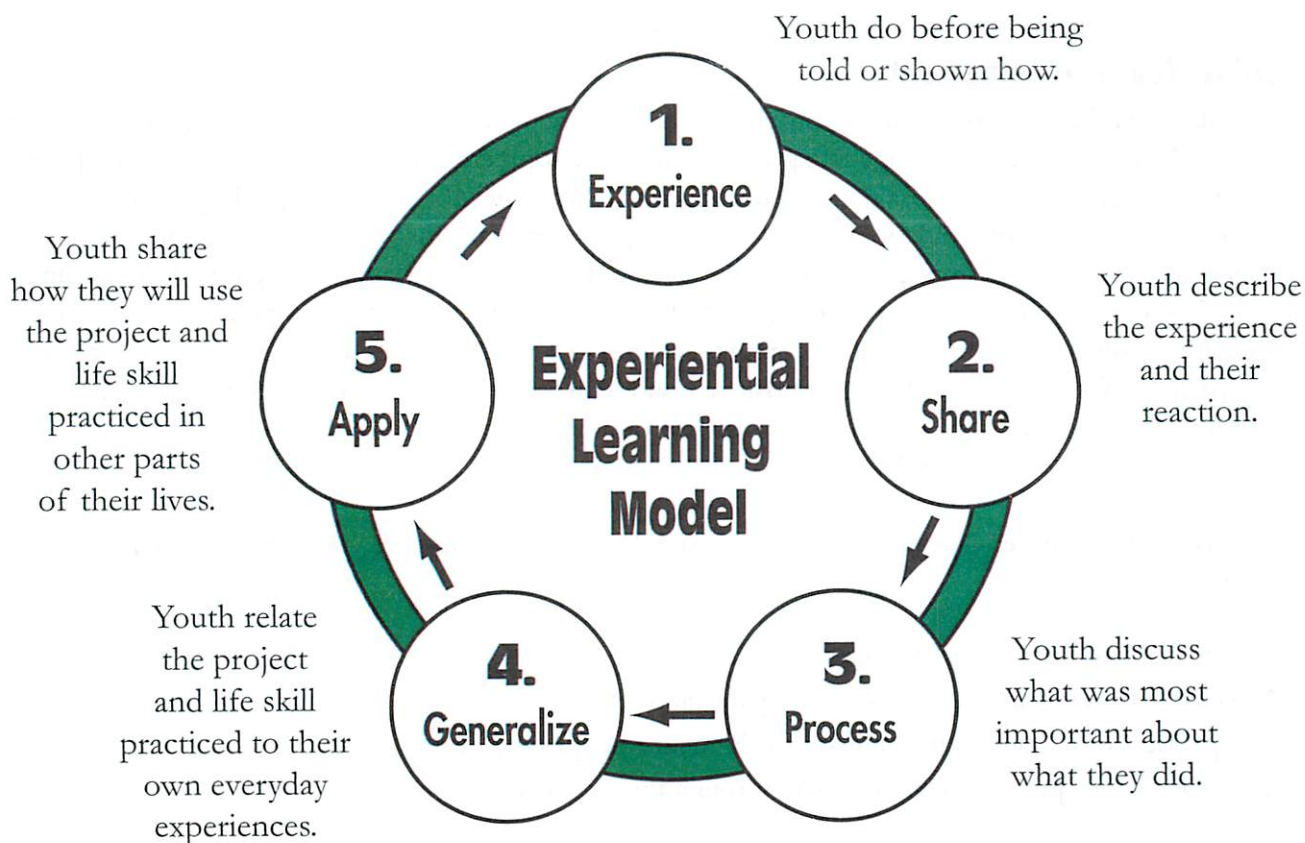 Youth do before being
told or shown how.
1.
Experience
Youth describe
the experience
and their
reaction.
2.
Share
Youth discuss
what was most
important about
what they did.
3.
Process
Youth relate
the project
and life skill
practiced to their
own everyday
experiences.
4.
Generalize
Youth share
how they will use
the project and
life skill
practiced in
other parts
of their lives.
5.
Apply
Experiential
Learning
Model